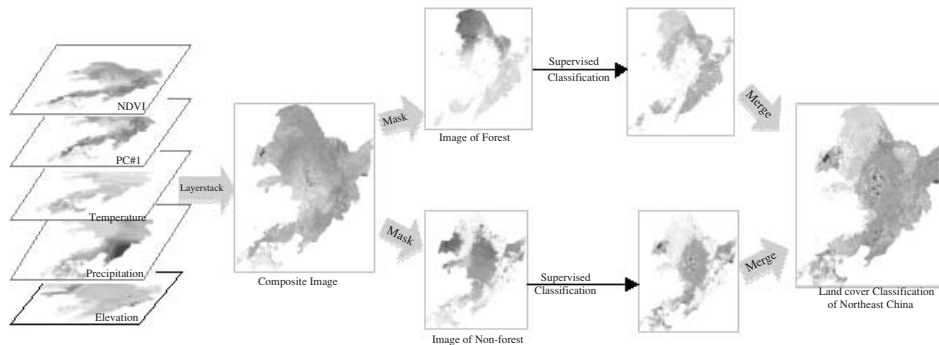 NDVI
PC#1
Temperature
Precipitation
Elevation
Layerstack
Composite Image
Mask
Mask
Image of Forest
Image of Non-forest
Supervised
Classification
Supervised
Classification
Merge
Merge
Land cover Classification
of Northeast China